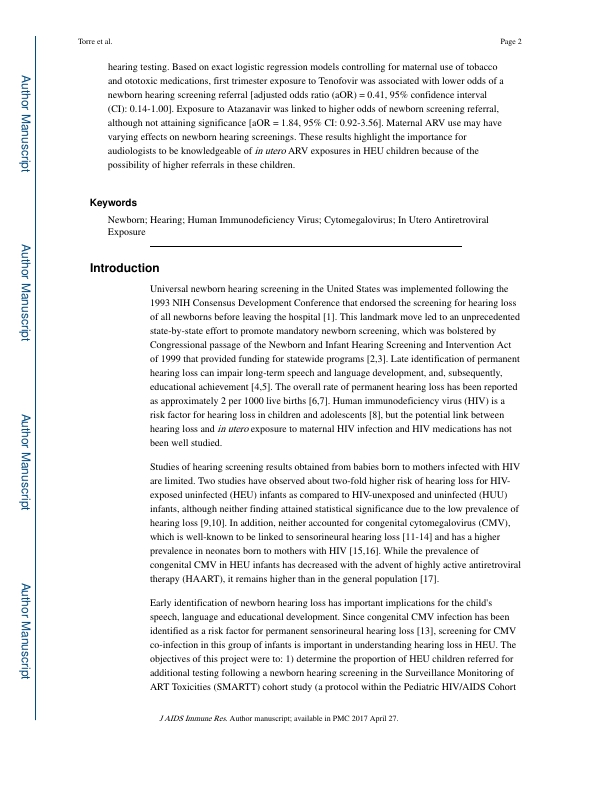 Torre et al.
Page 2
hearing testing. Based on exact logistic regression models controlling for maternal use of tobacco
and ototoxic medications, first trimester exposure to Tenofovir was associated with lower odds of a
newborn hearing screening referral [adjusted odds ratio (aOR) = 0.41, 95% confidence interval
(CI): 0.14-1.00]. Exposure to Atazanavir was linked to higher odds of newborn screening referral,
although not attaining significance [aOR = 1.84, 95% CI: 0.92-3.56]. Maternal ARV use may have
varying effects on newborn hearing screenings. These results highlight the importance for
audiologists to be knowledgeable of in utero ARV exposures in HEU children because of the
possibility of higher referrals in these children.
Keywords
Newborn; Hearing; Human Immunodeficiency Virus; Cytomegalovirus; In Utero Antiretroviral
Exposure
Introduction
Universal newborn hearing screening in the United States was implemented following the
1993 NIH Consensus Development Conference that endorsed the screening for hearing loss
of all newborns before leaving the hospital [1]. This landmark move led to an unprecedented
state-by-state effort to promote mandatory newborn screening, which was bolstered by
Congressional passage of the Newborn and Infant Hearing Screening and Intervention Act
of 1999 that provided funding for statewide programs [2,3]. Late identification of permanent
hearing loss can impair long-term speech and language development, and, subsequently,
educational achievement [4,5]. The overall rate of permanent hearing loss has been reported
as approximately 2 per 1000 live births [6,7]. Human immunodeficiency virus (HIV) is a
risk factor for hearing loss in children and adolescents [8], but the potential link between
hearing loss and in utero exposure to maternal HIV infection and HIV medications has not
been well studied.
Studies of hearing screening results obtained from babies born to mothers infected with HIV
are limited. Two studies have observed about two-fold higher risk of hearing loss for HIV-
exposed uninfected (HEU) infants as compared to HIV-unexposed and uninfected (HUU)
infants, although neither finding attained statistical significance due to the low prevalence of
hearing loss [9,10]. In addition, neither accounted for congenital cytomegalovirus (CMV),
which is well-known to be linked to sensorineural hearing loss [11-14] and has a higher
prevalence in neonates born to mothers with HIV [15,16]. While the prevalence of
congenital CMV in HEU infants has decreased with the advent of highly active antiretroviral
therapy (HAART), it remains higher than in the general population [17].
Early identification of newborn hearing loss has important implications for the child's
speech, language and educational development. Since congenital CMV infection has been
identified as a risk factor for permanent sensorineural hearing loss [13], screening for CMV
co-infection in this group of infants is important in understanding hearing loss in HEU. The
objectives of this project were to: 1) determine the proportion of HEU children referred for
additional testing following a newborn hearing screening in the Surveillance Monitoring of
ART Toxicities (SMARTT) cohort study (a protocol within the Pediatric HIV/AIDS Cohort
J AIDS Immune Res. Author manuscript; available in PMC 2017 April 27.
Author Manuscript
Author Manuscript
Author Manuscript
Author Manuscript